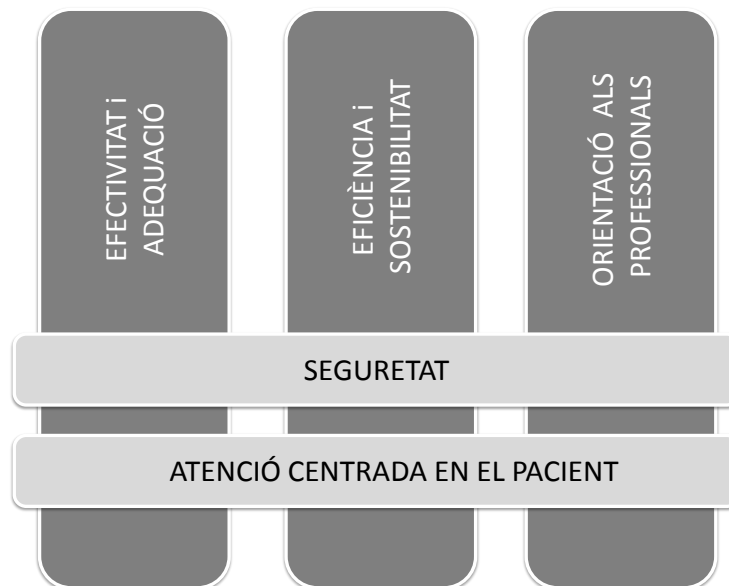 EFECTIVITAT i
ADEQUACIÓ
EFICIÈNCIA i
SOSTENIBILITAT
ORIENTACIÓ ALS
PROFESSIONALS
SEGURETAT
ATENCIÓ CENTRADA EN EL PACIENT